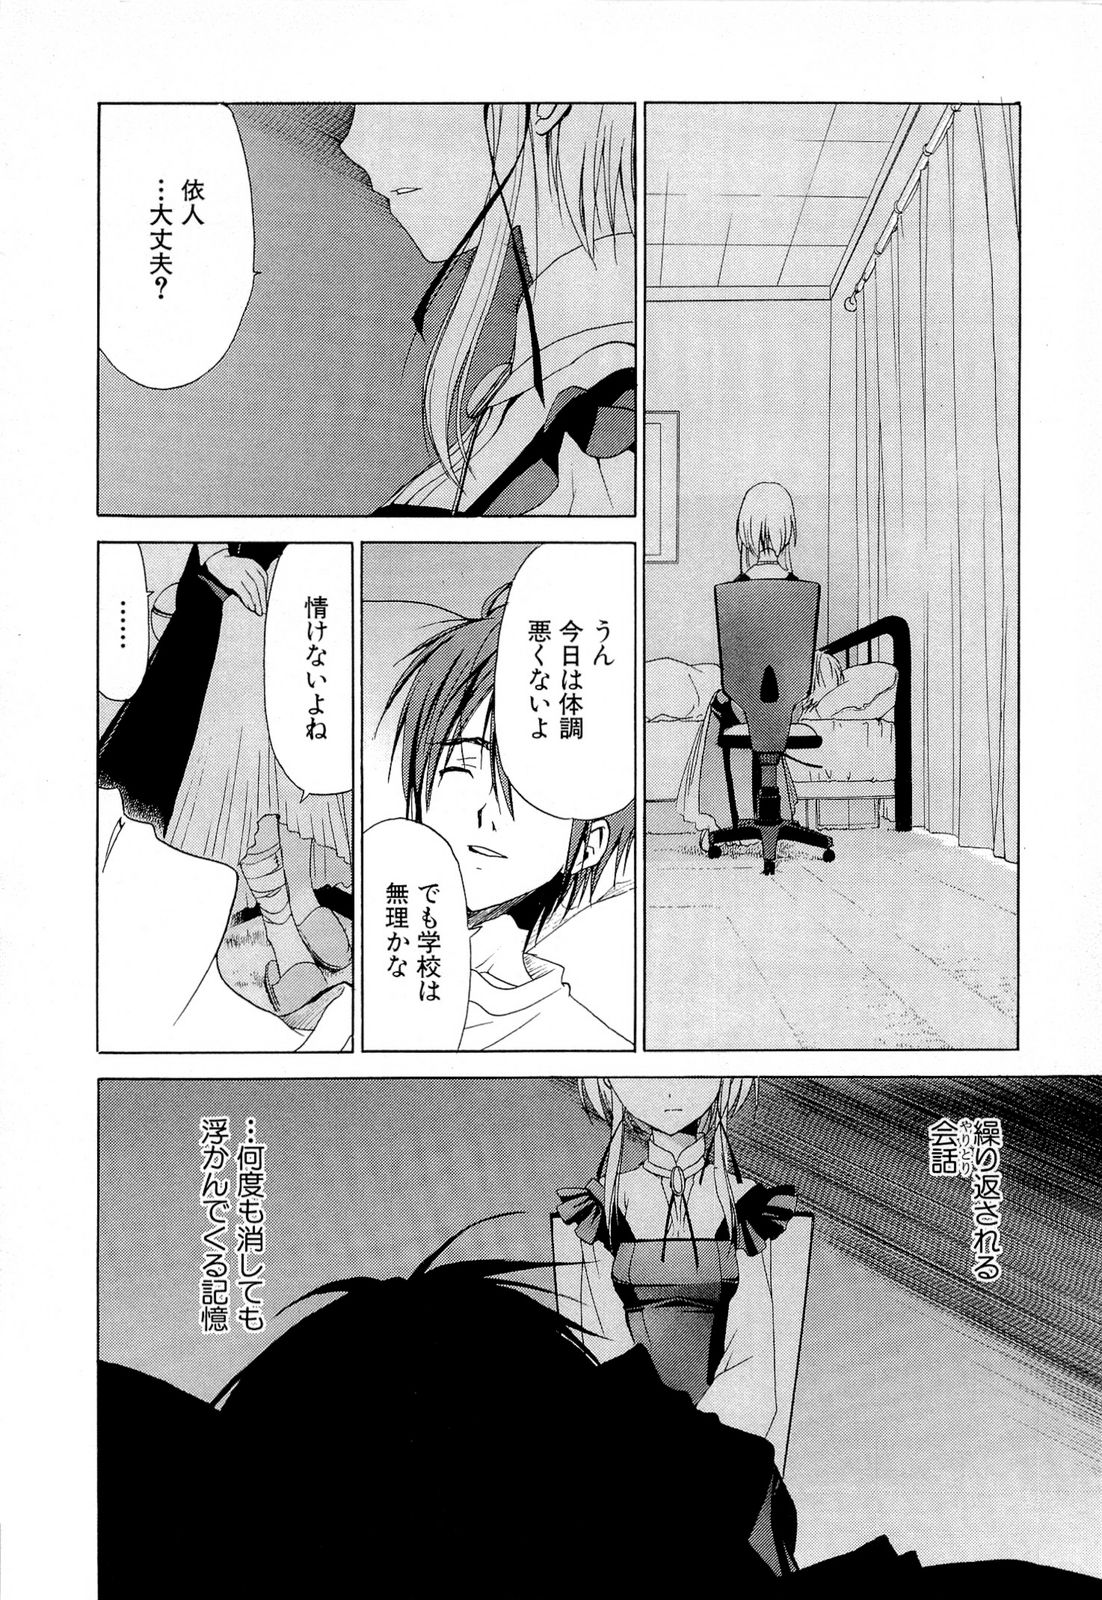 依人
…大丈夫？
うん
今日は体調
悪くないよ
でも学校は
無理かな
情けないよね
……
繰り返される
会話
やりとり
…何度も消しても
浮かんでくる記憶